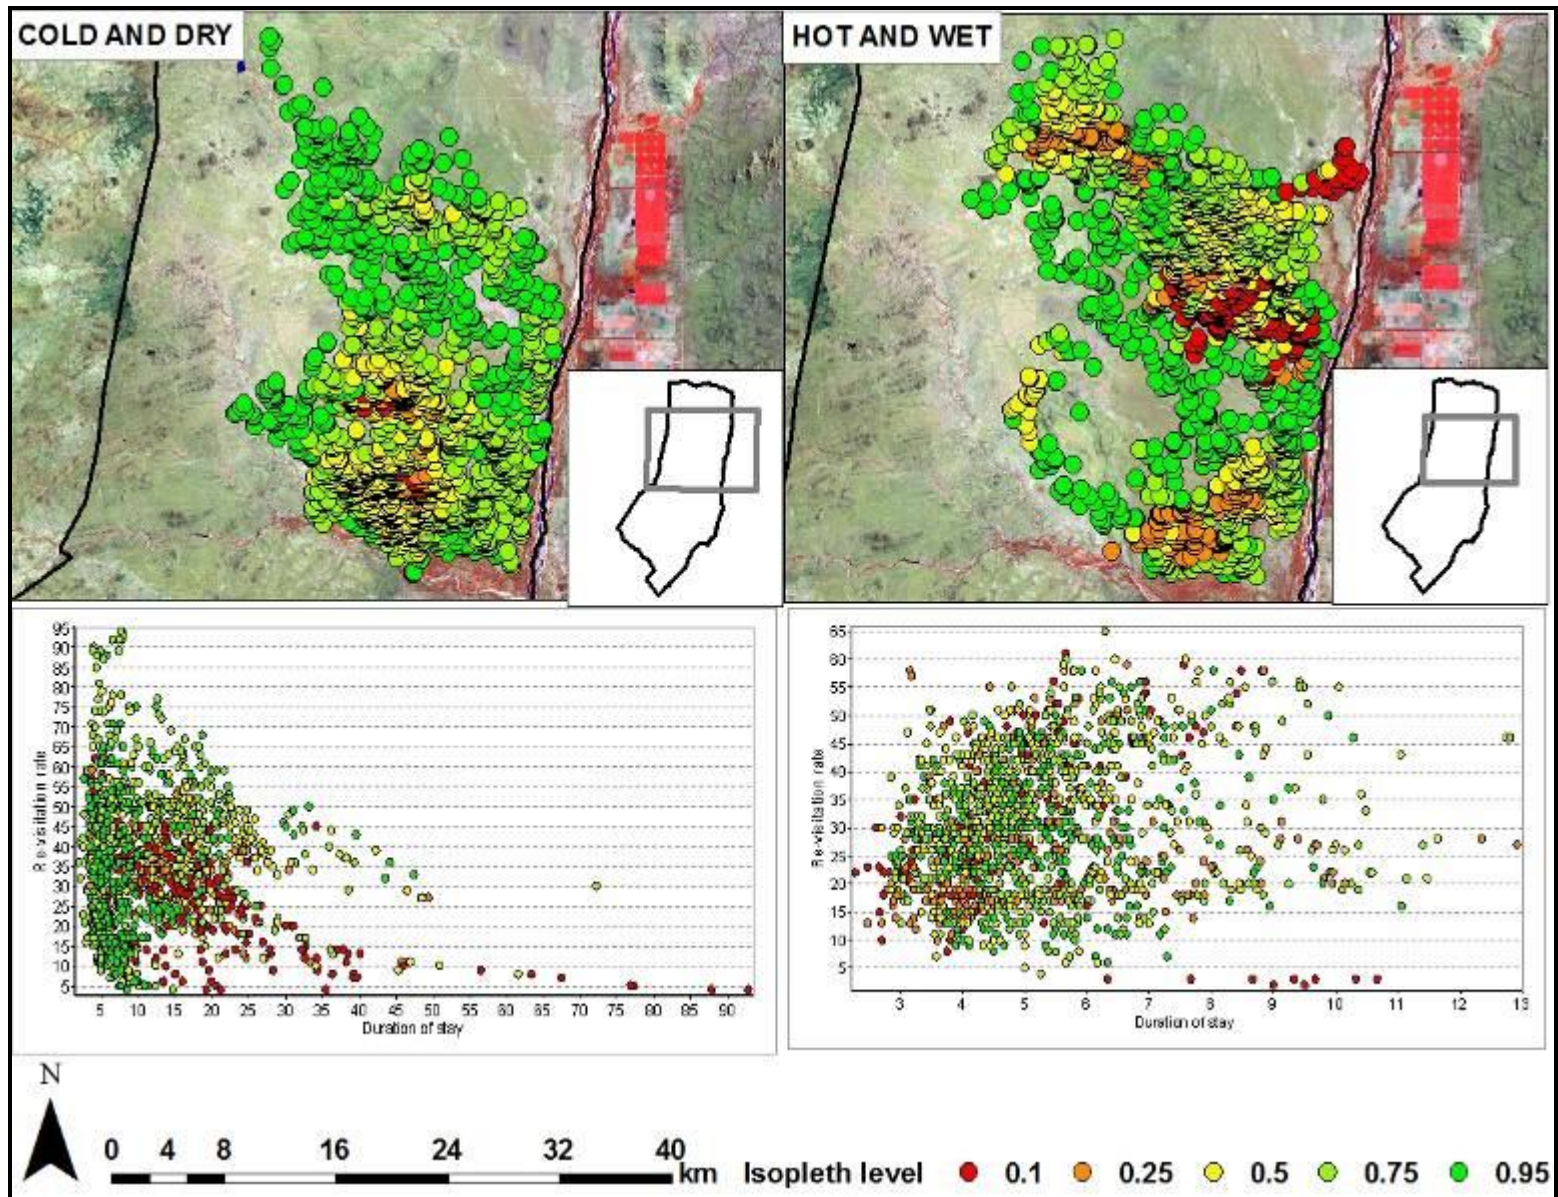 COLD AND DRY
HOT AND WET
95
90
85
80
75
70
65
60
55
50
45
40
35
30
25
20
15
10
5
Re-visitation rate
5 10 15 20 25 30 35 40 45 50 55 60 65 70 75 80 85 90
Duration of stay
65
60
55
50
45
40
35
30
25
20
15
10
5
Re-visitation rate
3 4 5 6 7 8 9 10 11 12 13
Duration of stay
N
0 4 8 16 24 32 40
km
Isopleth level 0.1 0.25 0.5 0.75 0.95